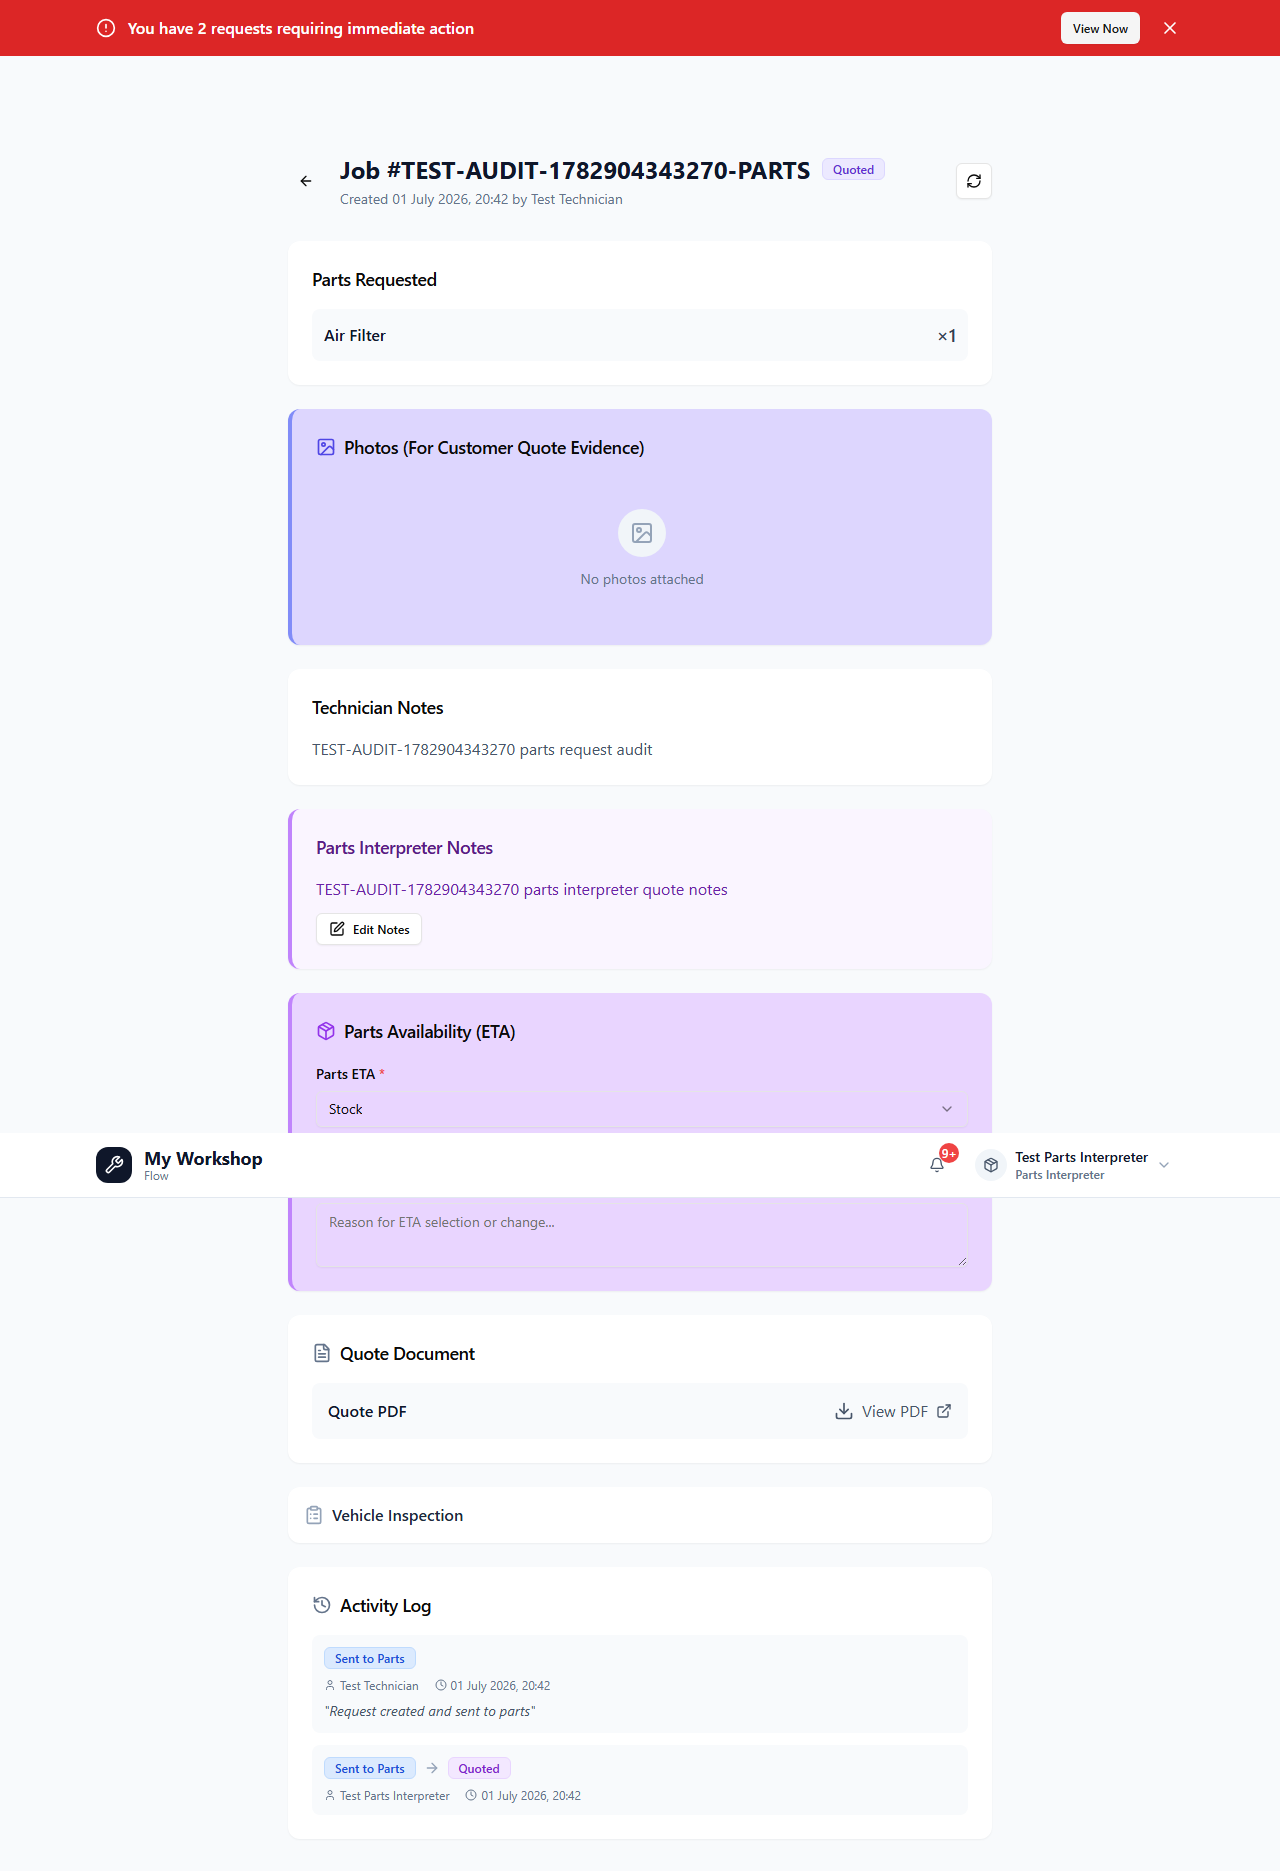 You have 2 requests requiring immediate action
View Now
Job #TEST-AUDIT-1782904343270-PARTS
Quoted
Created 01 July 2026, 20:42 by Test Technician
Parts Requested
Air Filter
×1
Photos (For Customer Quote Evidence)
No photos attached
Technician Notes
TEST-AUDIT-1782904343270 parts request audit
Parts Interpreter Notes
TEST-AUDIT-1782904343270 parts interpreter quote notes
Edit Notes
Parts Availability (ETA)
Parts ETA *
Stock
My Workshop
Flow
9+
Test Parts Interpreter
Parts Interpreter
Reason for ETA selection or change...
Quote Document
Quote PDF
View PDF
Vehicle Inspection
Activity Log
Sent to Parts
Test Technician
01 July 2026, 20:42
"Request created and sent to parts"
Sent to Parts
Quoted
Test Parts Interpreter
01 July 2026, 20:42